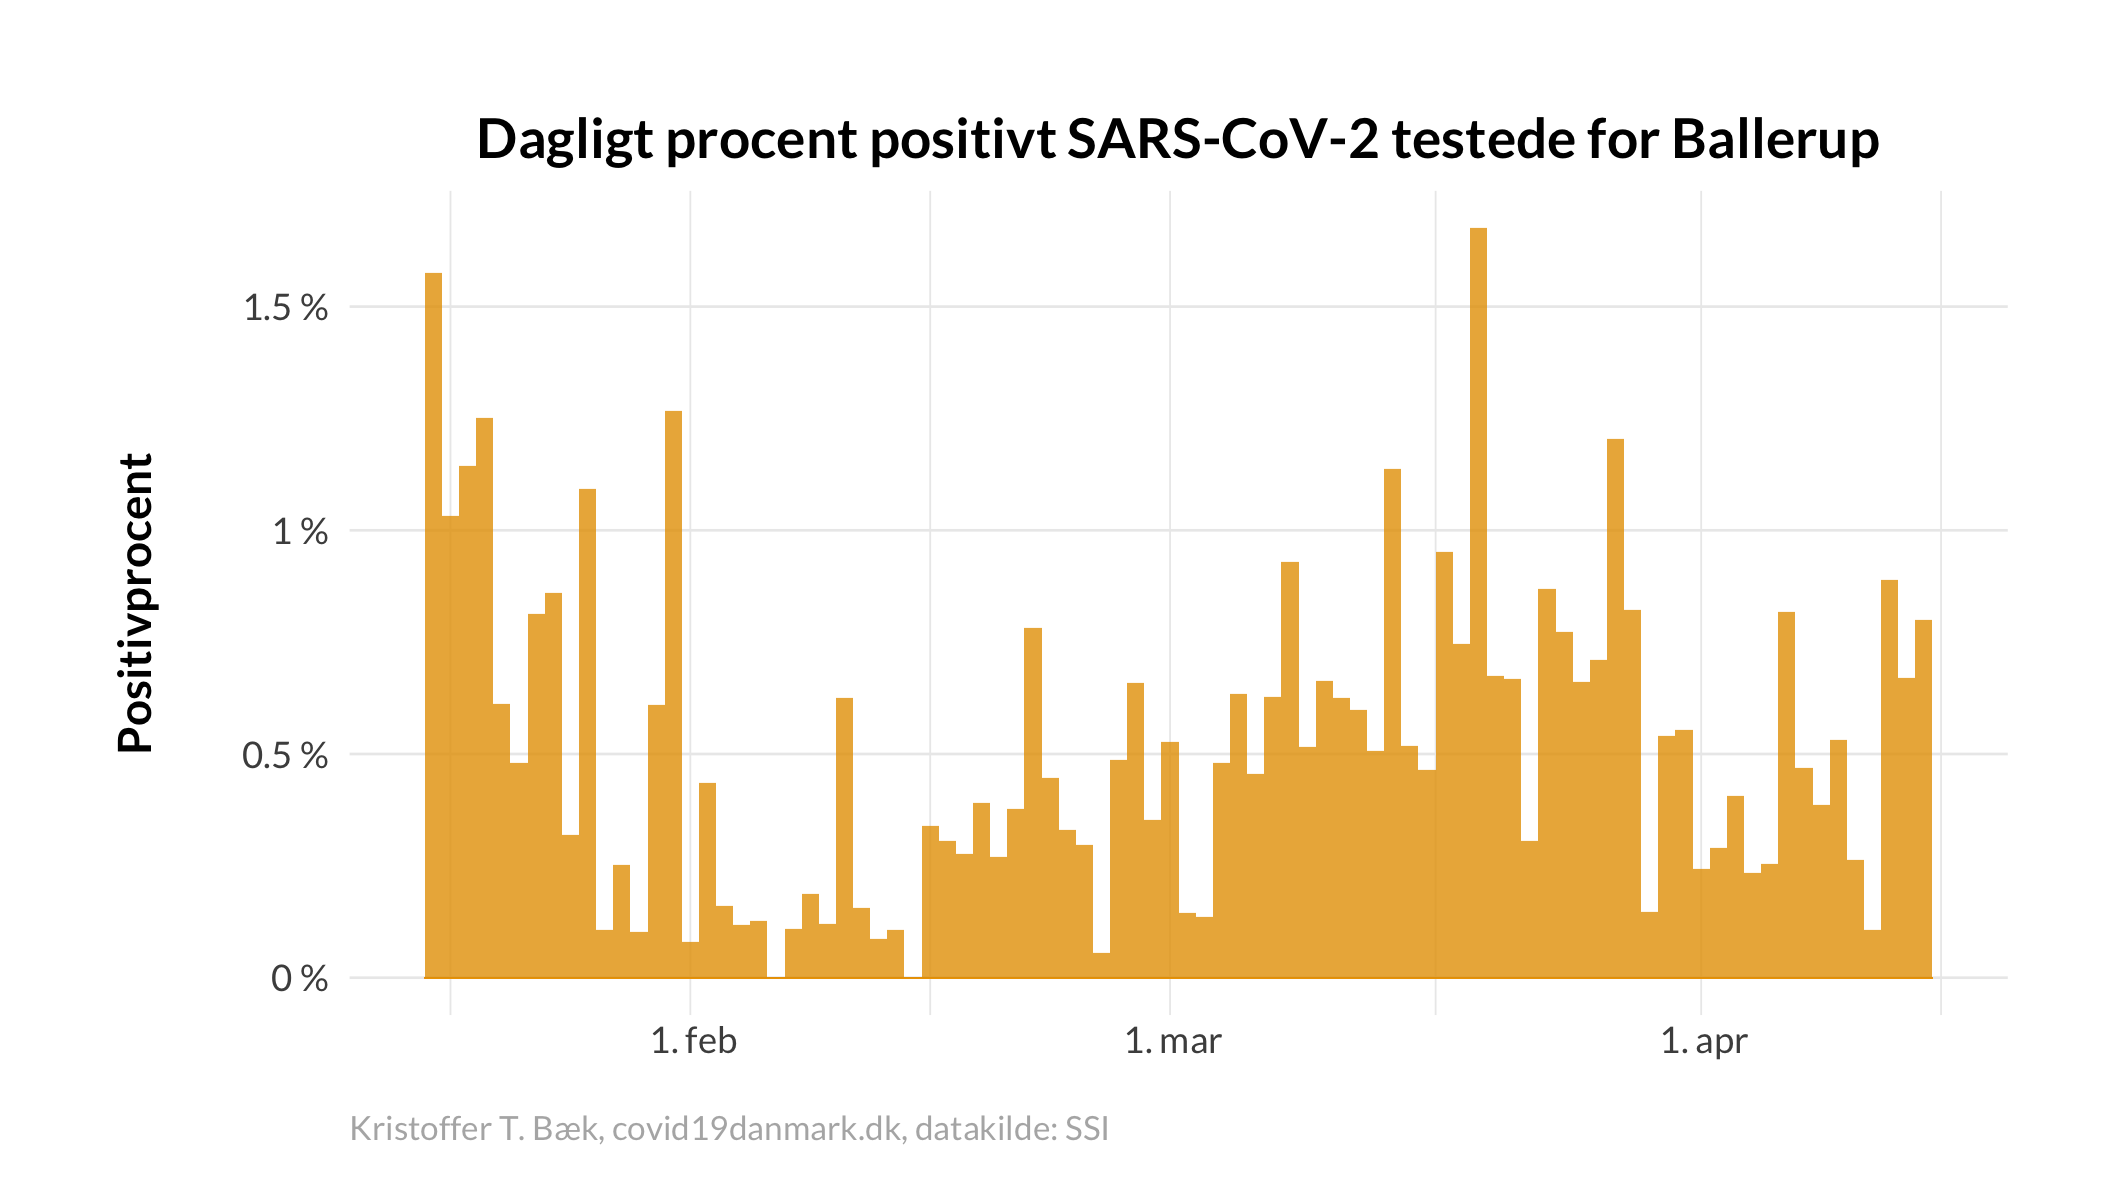 Dagligt procent positivt SARS-CoV-2 testede for Ballerup
Positivprocent
1.5 %
1 %
0.5 %
0 %
1. feb
1. mar
1. apr
Kristoffer T. Bæk, covid19danmark.dk, datakilde: SSI